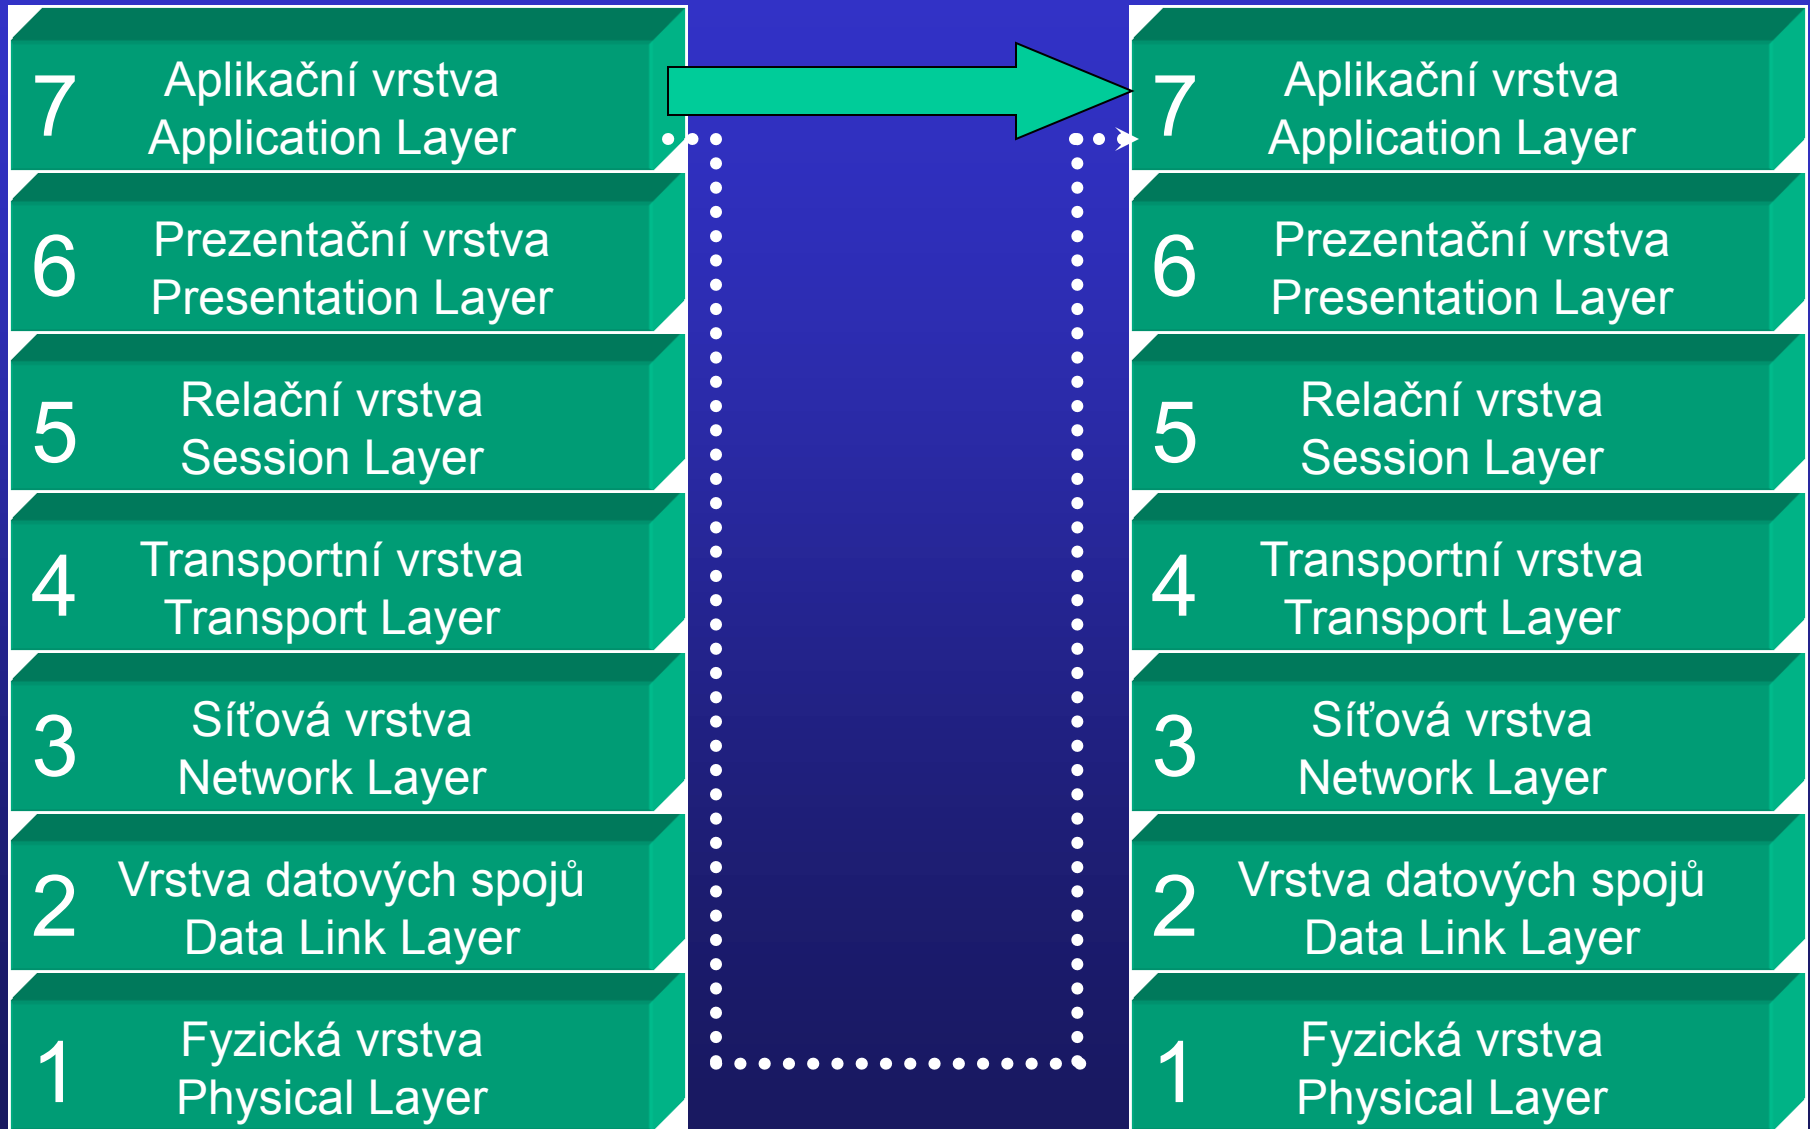 7
Aplikační vrstva
Application Layer
6
Prezentační vrstva
Presentation Layer
5
Relační vrstva
Session Layer
4
Transportní vrstva
Transport Layer
3
Síťová vrstva
Network Layer
2
Vrstva datových spojů
Data Link Layer
1
Fyzická vrstva
Physical Layer
7
Aplikační vrstva
Application Layer
6
Prezentační vrstva
Presentation Layer
5
Relační vrstva
Session Layer
4
Transportní vrstva
Transport Layer
3
Síťová vrstva
Network Layer
2
Vrstva datových spojů
Data Link Layer
1
Fyzická vrstva
Physical Layer